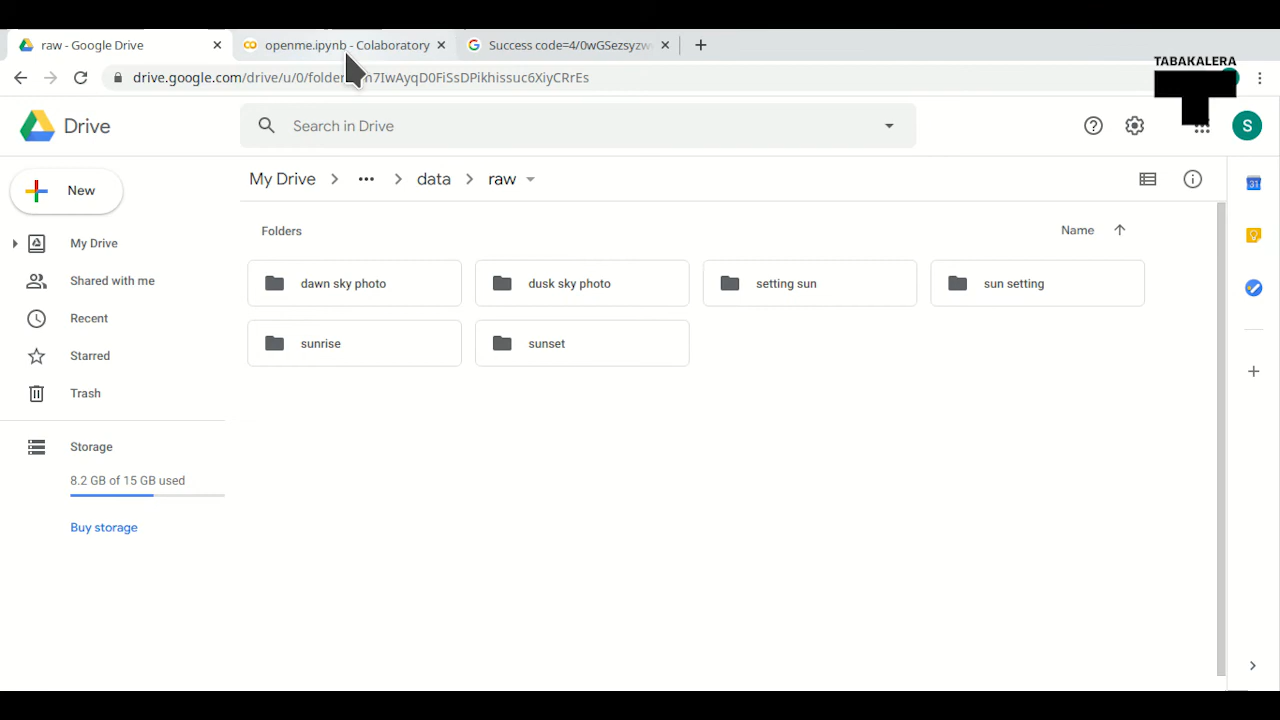 raw - Google Drive
openme.ipynb - Colaboratory
Success code=4/0wGSezsyzw
drive.google.com/drive/u/0/folder
n7IwAyqD0FiSsDPikhissuc6XiyCRrEs
TABAKALERA
Drive
Search in Drive
S
New
My Drive
data
raw
31
My Drive
Shared with me
Recent
Starred
Trash
Storage
8.2 GB of 15 GB used
Buy storage
Folders
Name
dawn sky photo
dusk sky photo
setting sun
sun setting
sunrise
sunset